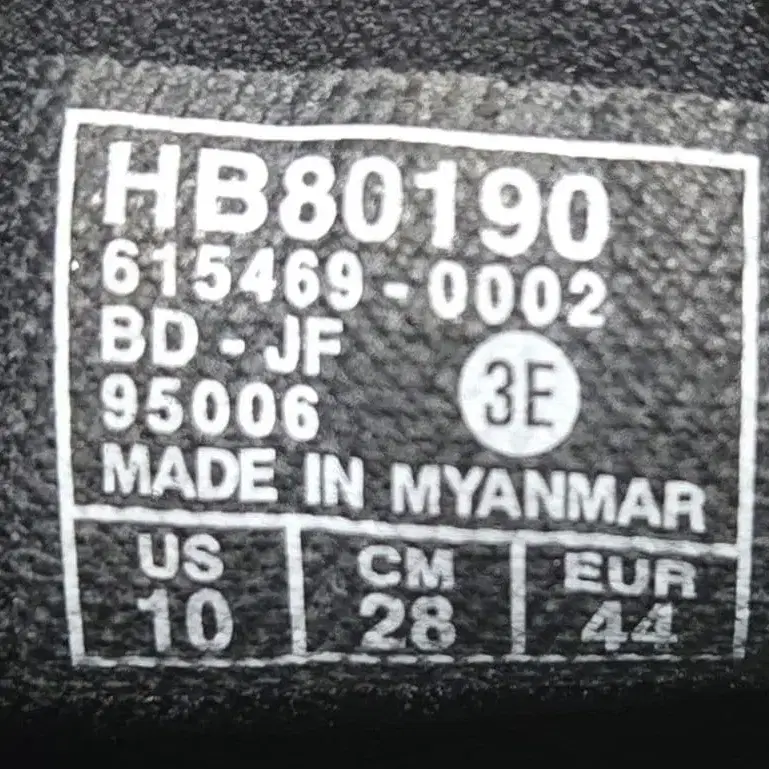 HB80190
615469-0002
BD-JF
95006
3E
MADE IN MYANMAR
US CM EUR
10 28 44